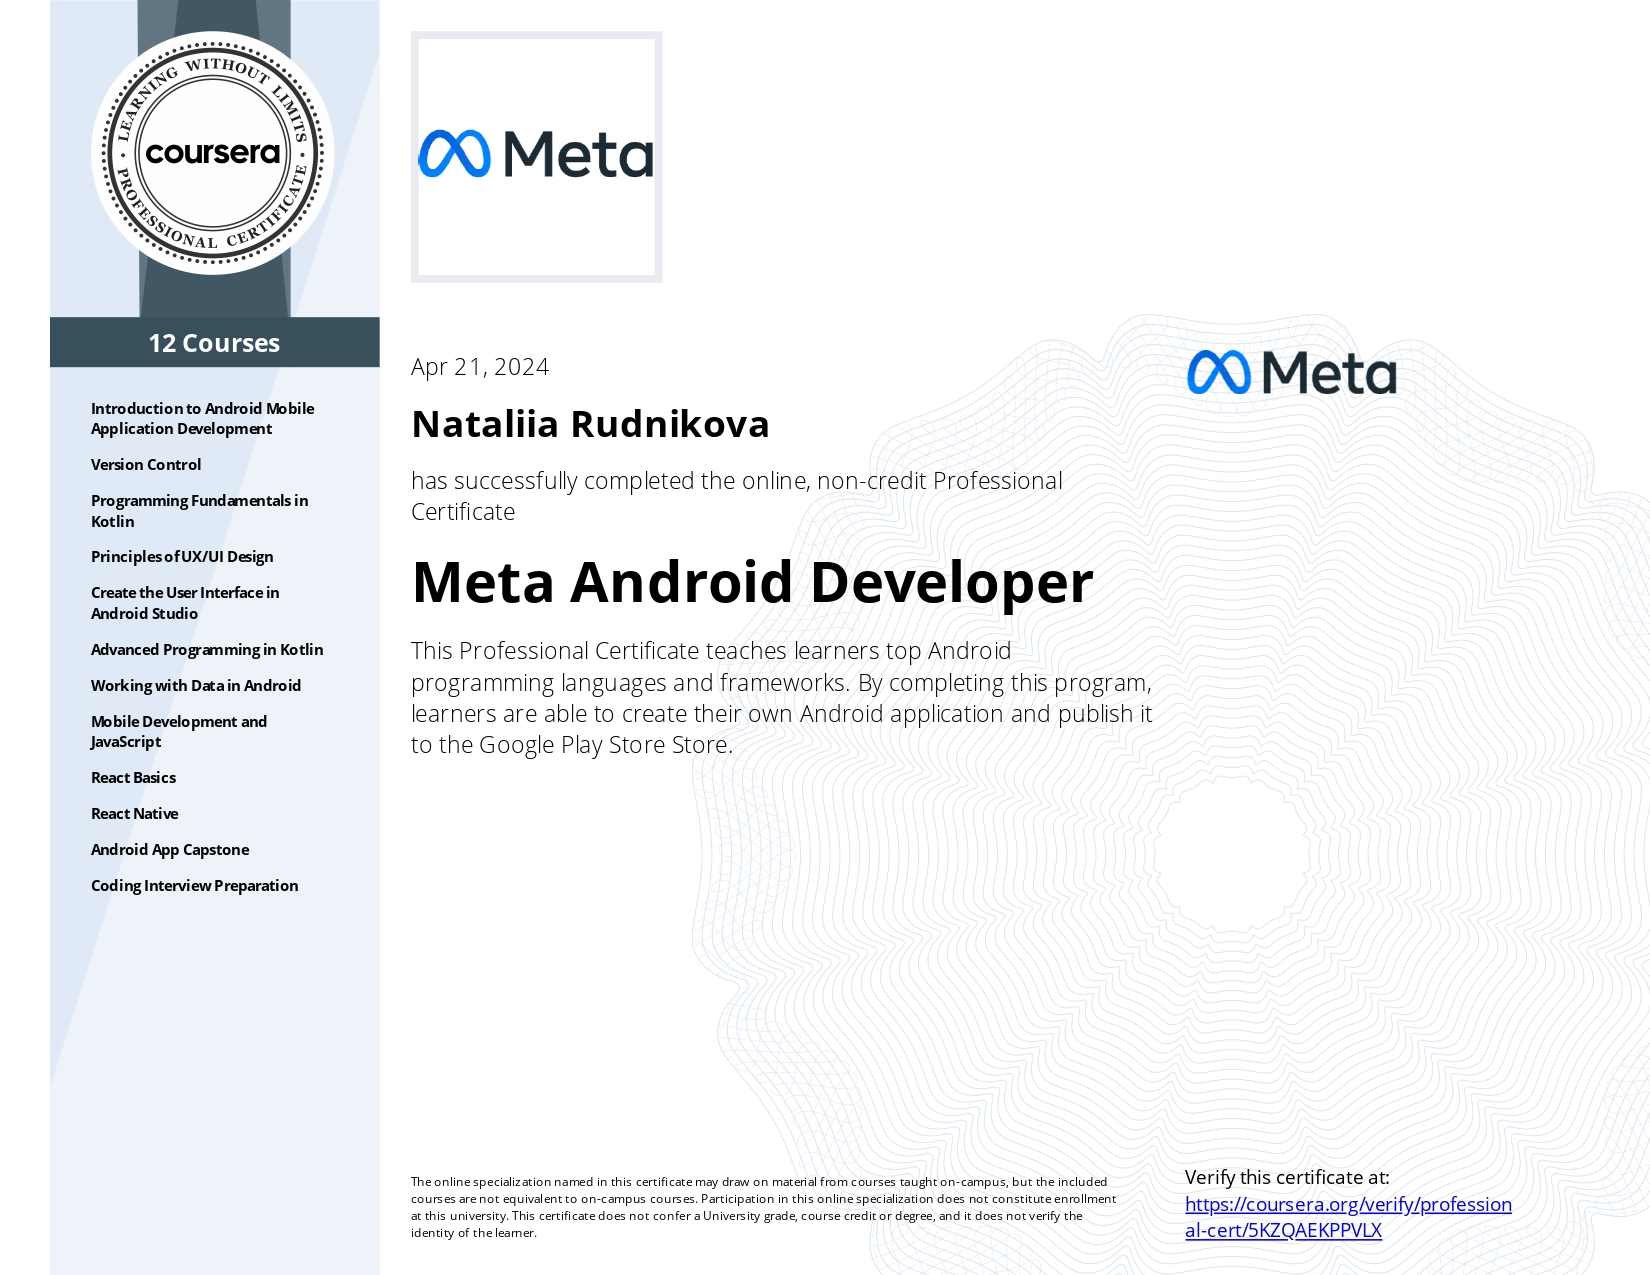 LEARNING WITHOUT LIMITS
coursera
PROFESSIONAL CERTIFICATE
12 Courses
Introduction to Android Mobile
Application Development
Version Control
Programming Fundamentals in
Kotlin
Principles of UX/UI Design
Create the User Interface in
Android Studio
Advanced Programming in Kotlin
Working with Data in Android
Mobile Development and
JavaScript
React Basics
React Native
Android App Capstone
Coding Interview Preparation
Meta
Apr 21, 2024
Nataliia Rudnikova
has successfully completed the online, non-credit Professional
Certificate
Meta Android Developer
This Professional Certificate teaches learners top Android
programming languages and frameworks. By completing this program,
learners are able to create their own Android application and publish it
to the Google Play Store Store.
Meta
The online specialization named in this certificate may draw on material from courses taught on-campus, but the included
courses are not equivalent to on-campus courses. Participation in this online specialization does not constitute enrollment
at this university. This certificate does not confer a University grade, course credit or degree, and it does not verify the
identity of the learner.
Verify this certificate at:
https://coursera.org/verify/profession
al-cert/5KZQAEKPPVLX